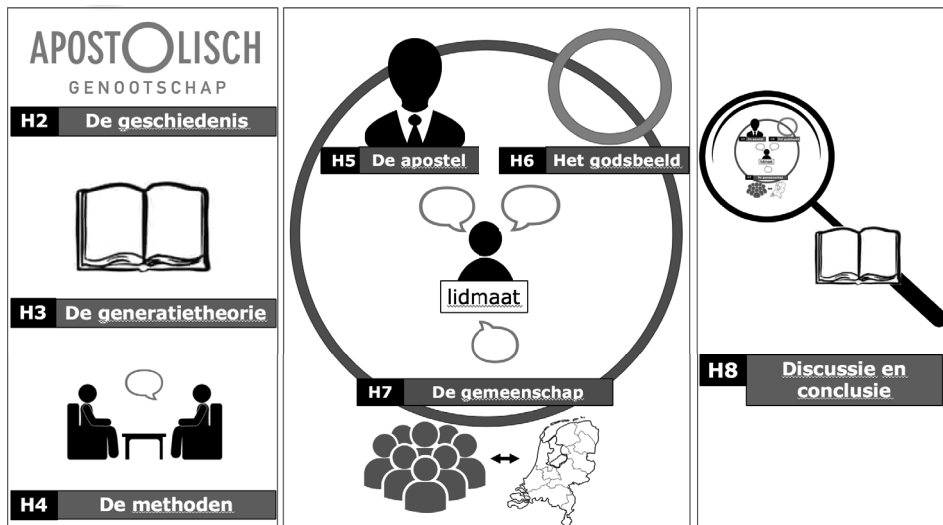 APOSTOLISCH
GENOOTSCHAP
H2 De geschiedenis
H3 De generatietheorie
H4 De methoden
H5 De apostel
H6 Het godsbeeld
lidmaat
H7 De gemeenschap
H8 Discussie en
conclusie